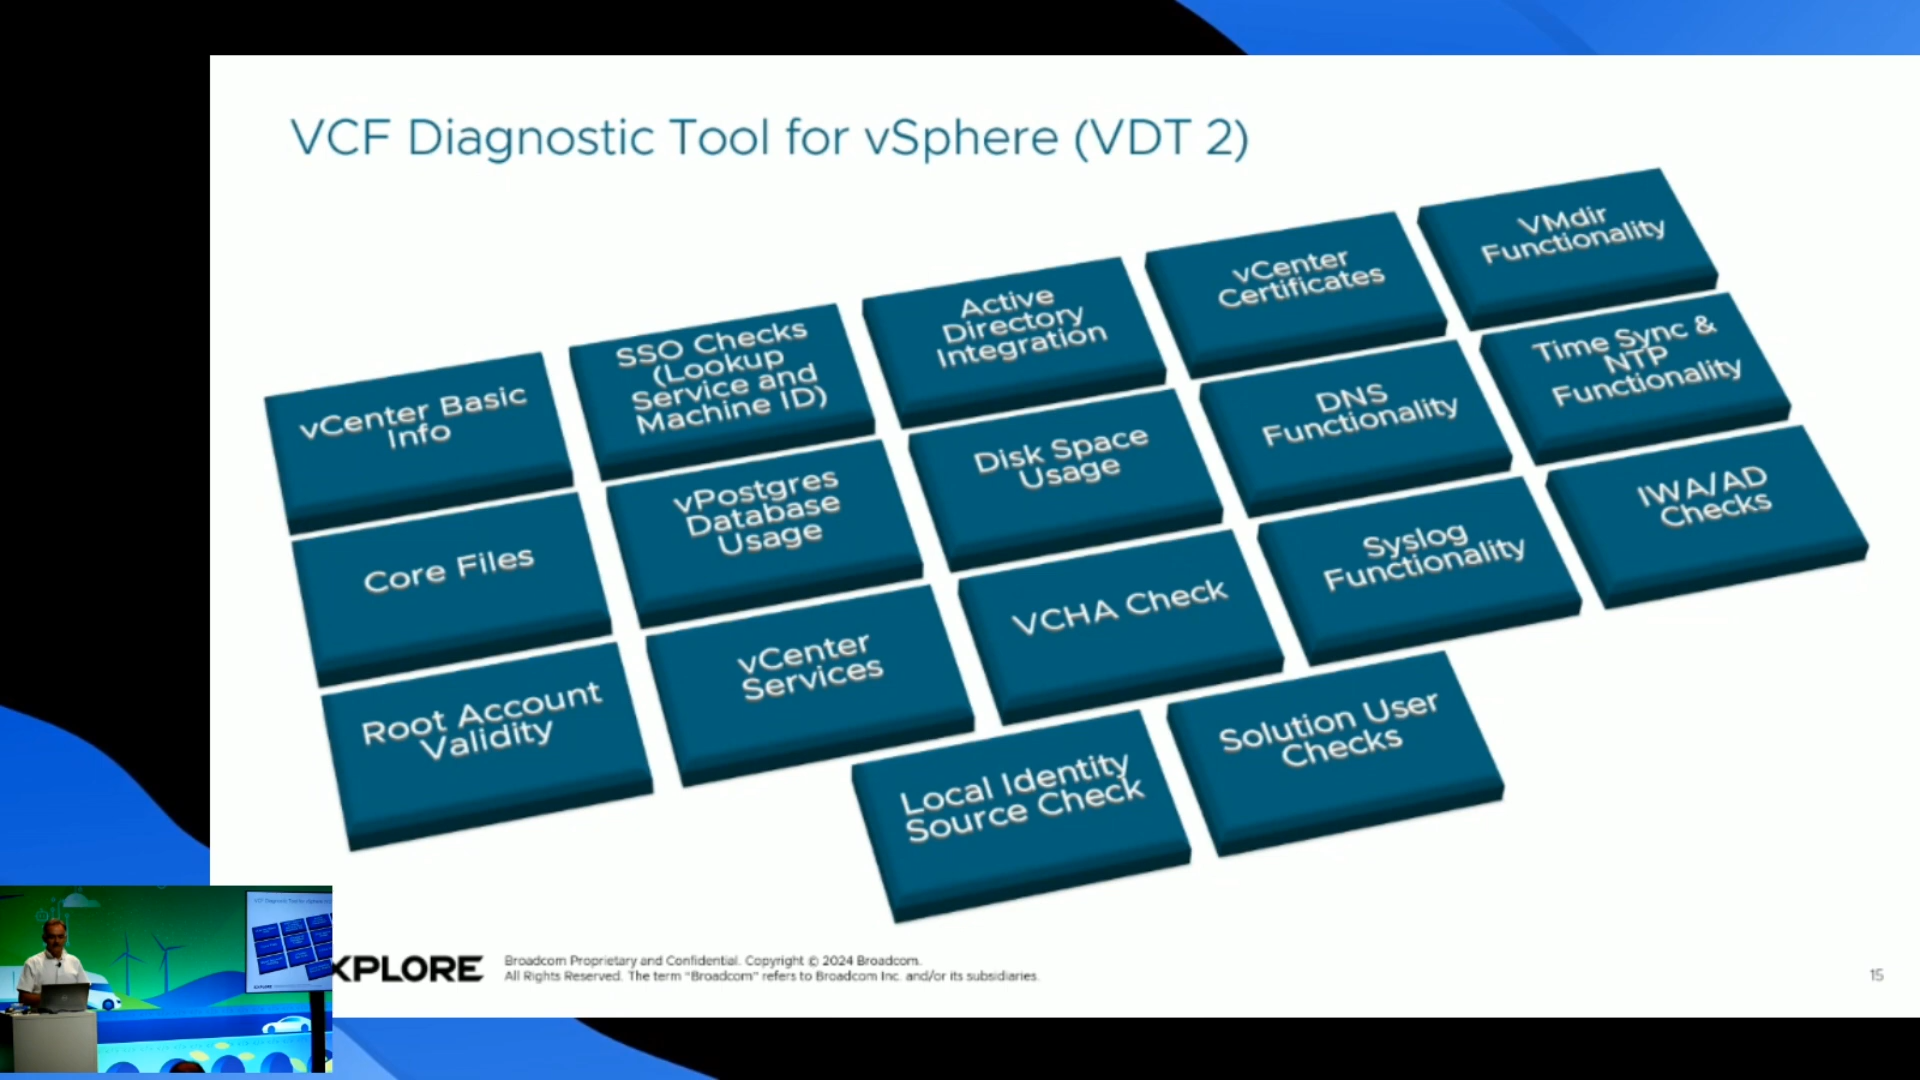 VCF Diagnostic Tool for vSphere (VDT 2)
vCenter Basic
Info
SSO Checks
(Lookup
Service and
Machine ID)
Active
Directory
Integration
vCenter
Certificates
VMdir
Functionality
Core Files
vPostgres
Database
Usage
Disk Space
Usage
DNS
Functionality
Time Sync &
NTP
Functionality
Root Account
Validity
vCenter
Services
VCHA Check
Syslog
Functionality
IWA/AD
Checks
Local Identity
Source Check
Solution User
Checks
XPLORE
Broadcom Proprietary and Confidential. Copyright © 2024 Broadcom.
All Rights Reserved. The term "Broadcom" refers to Broadcom Inc. and/or its subsidiaries.
15